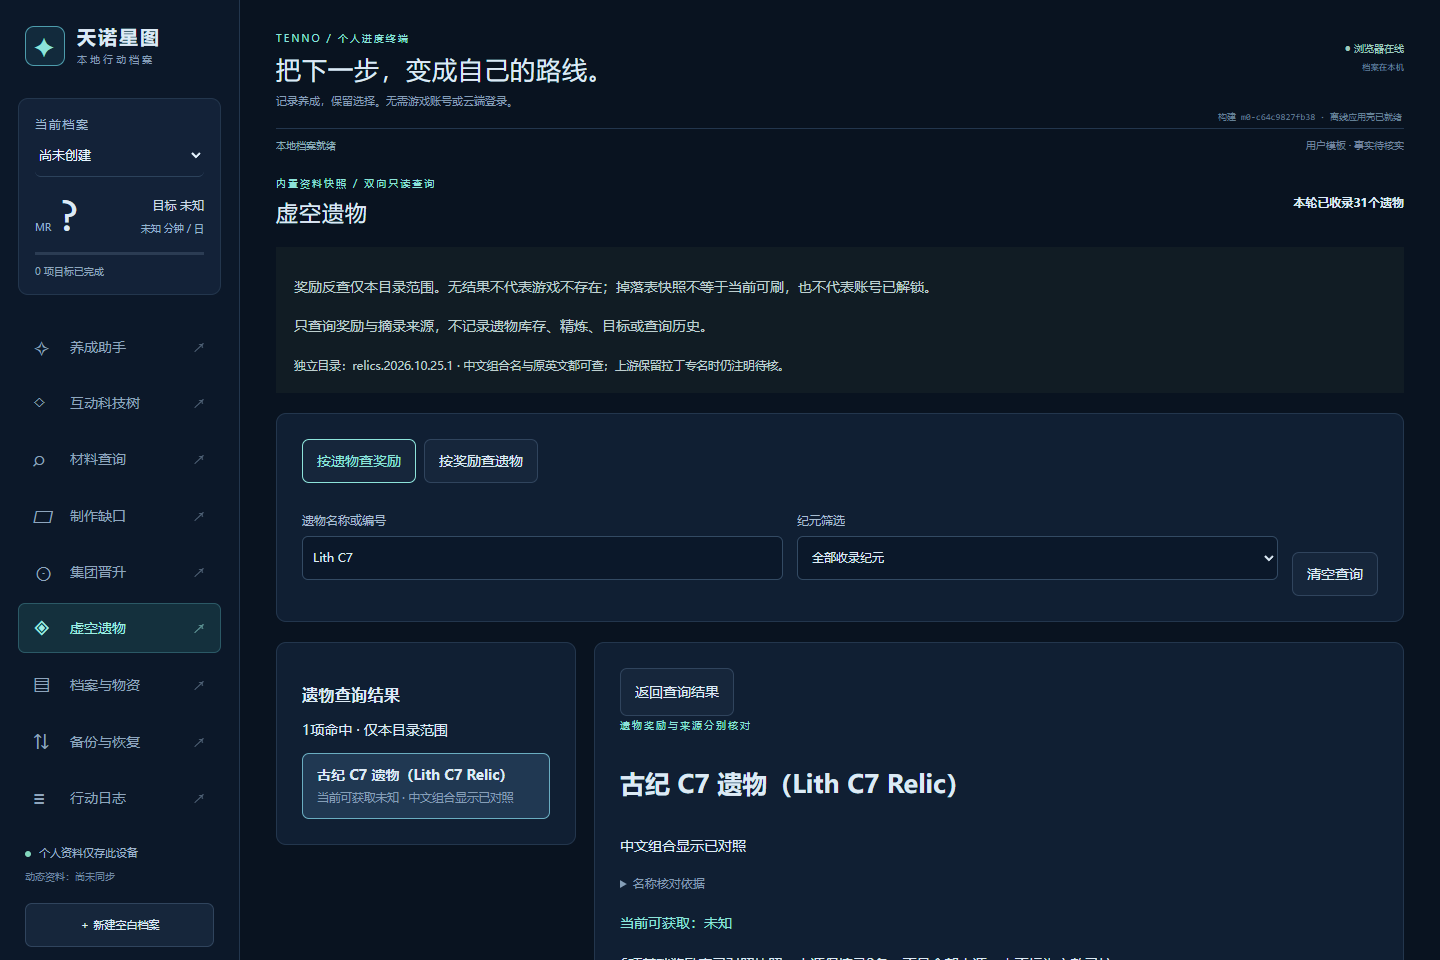 天诺星图
本地行动档案
当前档案
尚未创建
MR ?
目标 未知
未知 分钟 / 日
0 项目标已完成
养成助手
互动科技树
材料查询
制作缺口
集团晋升
虚空遗物
档案与物资
备份与恢复
行动日志
个人资料仅存此设备
动态资料：尚未同步
+ 新建空白档案
TENNO / 个人进度终端
把下一步，变成自己的路线。
记录养成，保留选择。无需游戏账号或云端登录。
浏览器在线
档案在本机
构建 m0-c64c9827fb38 · 离线应用壳已就绪
本地档案就绪
用户模板 · 事实待核实
内置资料快照 / 双向只读查询
虚空遗物
本轮已收录31个遗物
奖励反查仅本目录范围。无结果不代表游戏不存在；掉落表快照不等于当前可刷，也不代表账号已解锁。
只查询奖励与摘录来源，不记录遗物库存、精炼、目标或查询历史。
独立目录：relics.2026.10.25.1 · 中文组合名与原英文都可查；上游保留拉丁专名时仍注明待核。
按遗物查奖励
按奖励查遗物
遗物名称或编号
纪元筛选
Lith C7
全部收录纪元
清空查询
遗物查询结果
1项命中 · 仅本目录范围
古纪 C7 遗物（Lith C7 Relic）
当前可获取未知 · 中文组合显示已对照
返回查询结果
遗物奖励与来源分别核对
古纪 C7 遗物（Lith C7 Relic）
中文组合显示已对照
名称核对依据
当前可获取：未知